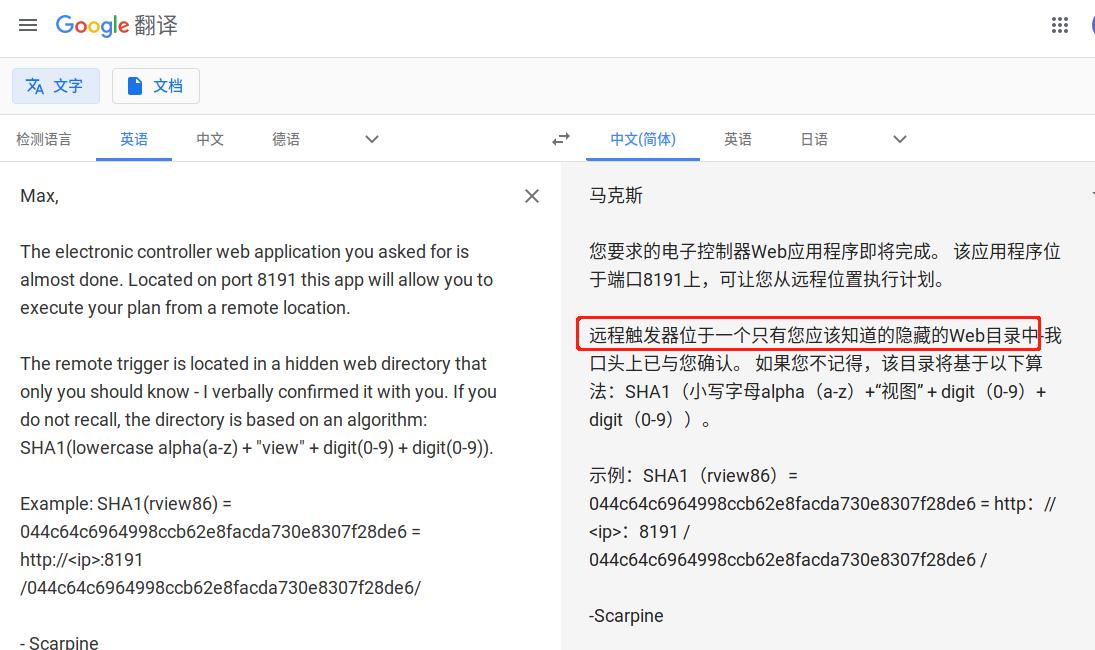 Google 翻译
文字 文档
检测语言 英语 中文 德语 中文(简体) 英语 日语
Max,
The electronic controller web application you asked for is
almost done. Located on port 8191 this app will allow you to
execute your plan from a remote location.
The remote trigger is located in a hidden web directory that
only you should know - I verbally confirmed it with you. If you
do not recall, the directory is based on an algorithm:
SHA1(lowercase alpha(a-z) + "view" + digit(0-9) + digit(0-9)).
Example: SHA1(rview86) =
044c64c6964998ccb62e8facda730e8307f28de6 =
http://<ip>:8191
/044c64c6964998ccb62e8facda730e8307f28de6/
- Scarpine
马克斯
您要求的电子控制器Web应用程序即将完成。 该应用程序位
于端口8191上，可让您从远程位置执行计划。
远程触发器位于一个只有您应该知道的隐藏的Web目录中-我
口头上已与您确认。 如果您不记得，该目录将基于以下算
法：SHA1（小写字母alpha（a-z）+“视图” + digit（0-9）+
digit（0-9））。
示例：SHA1（rview86）=
044c64c6964998ccb62e8facda730e8307f28de6 = http：//
<ip>：8191 /
044c64c6964998ccb62e8facda730e8307f28de6 /
-Scarpine